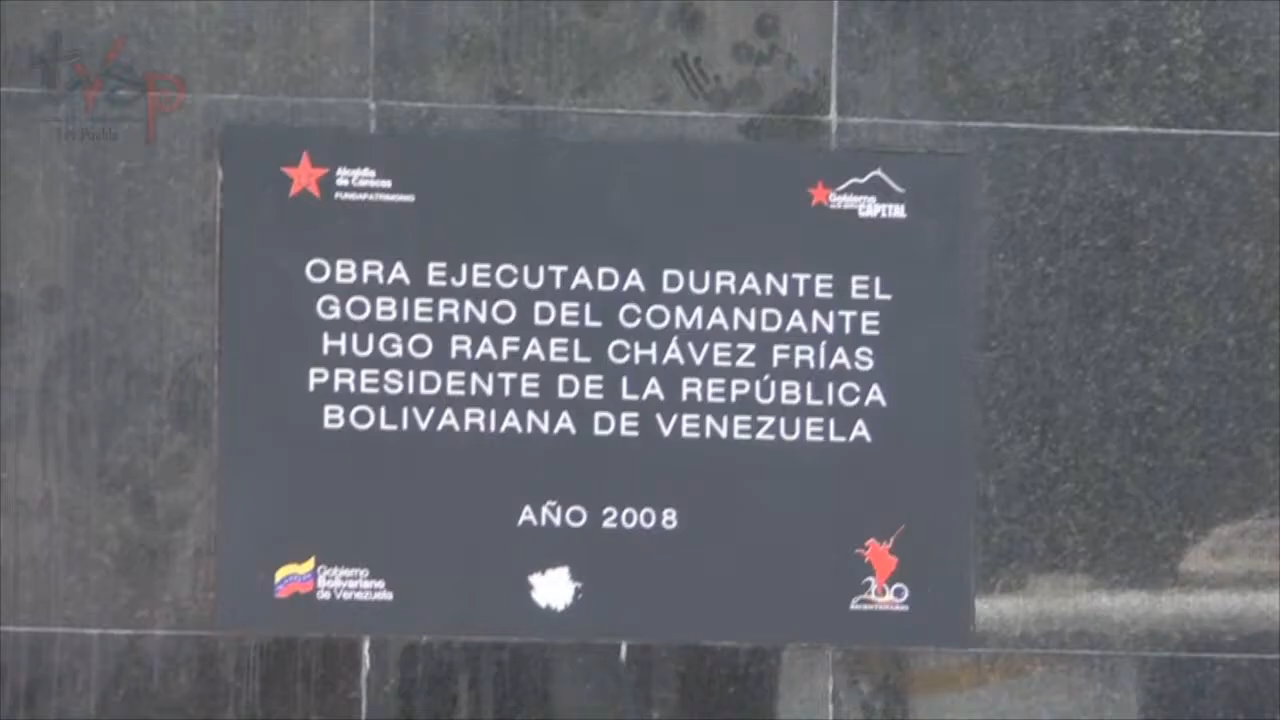 Alcaldía
de Caracas
FUNDAPATRIMONIO
Gobierno
CAPITAL
OBRA EJECUTADA DURANTE EL
GOBIERNO DEL COMANDANTE
HUGO RAFAEL CHÁVEZ FRÍAS
PRESIDENTE DE LA REPÚBLICA
BOLIVARIANA DE VENEZUELA
AÑO 2008
Gobierno
Bolivariano
de Venezuela
200
BICENTENARIO